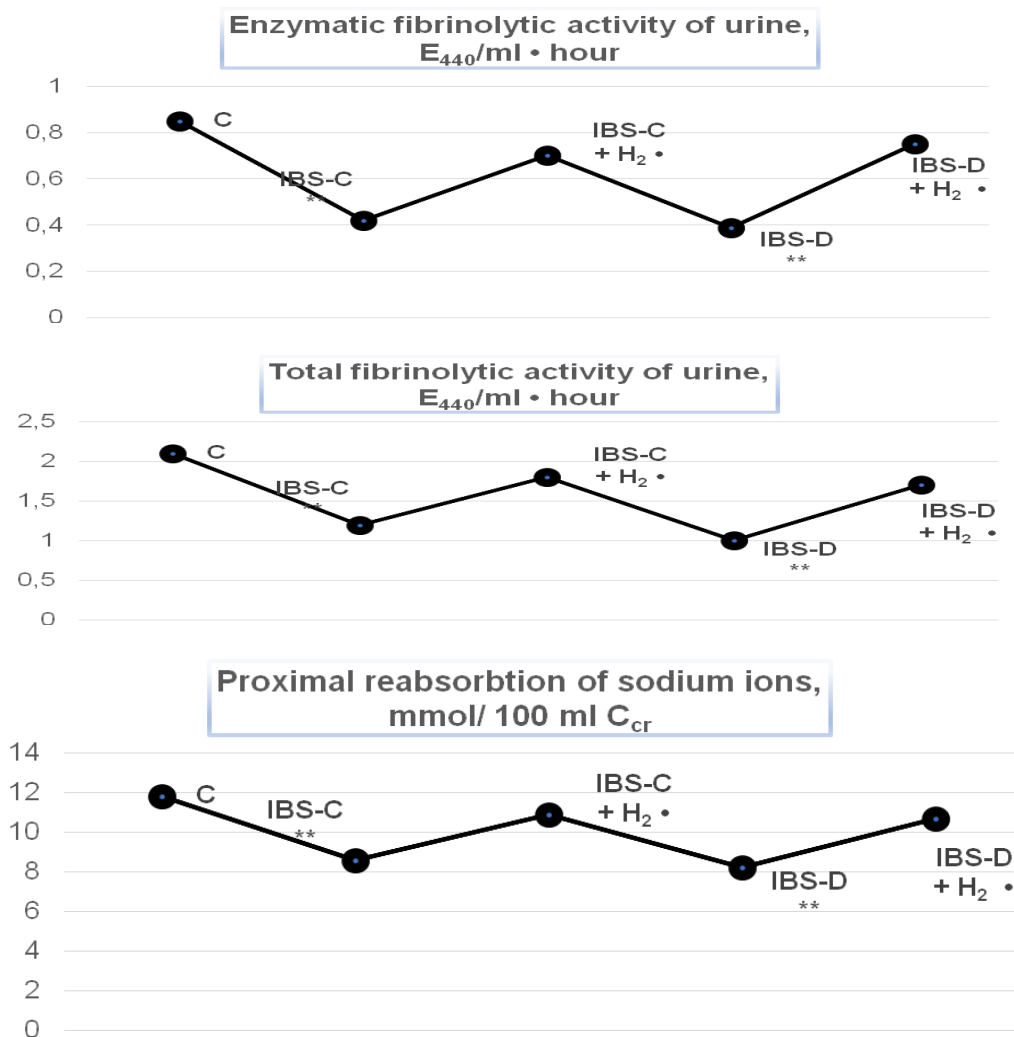 Enzymatic fibrinolytic activity of urine,
E₄₄₀/ml • hour
1
0,8
0,6
0,4
0,2
0
C
IBS-C
**
IBS-C
+ H₂ •
IBS-D
**
IBS-D
+ H₂ •
Total fibrinolytic activity of urine,
E₄₄₀/ml • hour
2,5
2
1,5
1
0,5
0
C
IBS-C
**
IBS-C
+ H₂ •
IBS-D
**
IBS-D
+ H₂ •
Proximal reabsorbtion of sodium ions,
mmol/ 100 ml Ccr
14
12
10
8
6
4
2
0
C
IBS-C
**
IBS-C
+ H₂ •
IBS-D
**
IBS-D
+ H₂ •